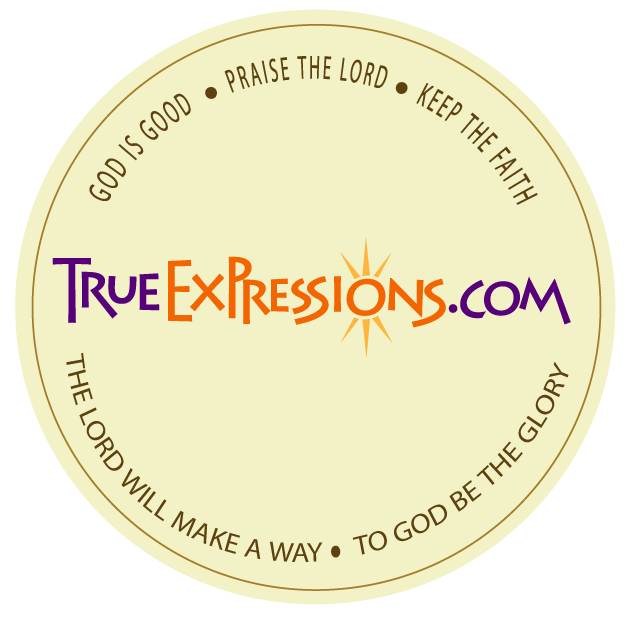 GOD IS GOOD • PRAISE THE LORD • KEEP THE FAITH
TRUEEXPRESSIONS.COM
THE LORD WILL MAKE A WAY • TO GOD BE THE GLORY